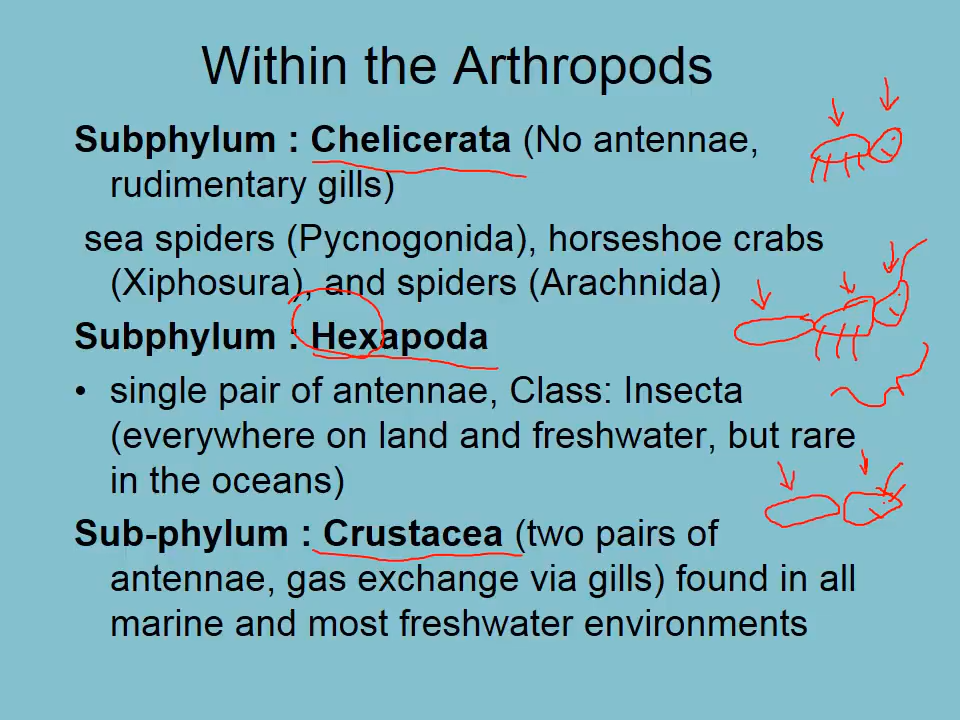 Within the Arthropods
Subphylum : Chelicerata (No antennae,
rudimentary gills)
sea spiders (Pycnogonida), horseshoe crabs
(Xiphosura), and spiders (Arachnida)
Subphylum : Hexapoda
• single pair of antennae, Class: Insecta
(everywhere on land and freshwater, but rare
in the oceans)
Sub-phylum : Crustacea (two pairs of
antennae, gas exchange via gills) found in all
marine and most freshwater environments